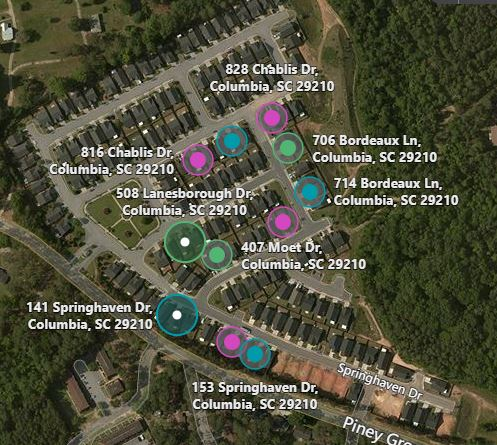 828 Chablis Dr,
Columbia, SC 29210
816 Chablis Dr,
Columbia, SC 29210
706 Bordeaux Ln,
Columbia, SC 29210
508 Lanesborough Dr,
Columbia, SC 29210
714 Bordeaux Ln,
Columbia, SC 29210
407 Moet Dr,
Columbia, SC 29210
141 Springhaven Dr,
Columbia, SC 29210
Springhaven Dr
153 Springhaven Dr,
Columbia, SC 29210
Piney Gro